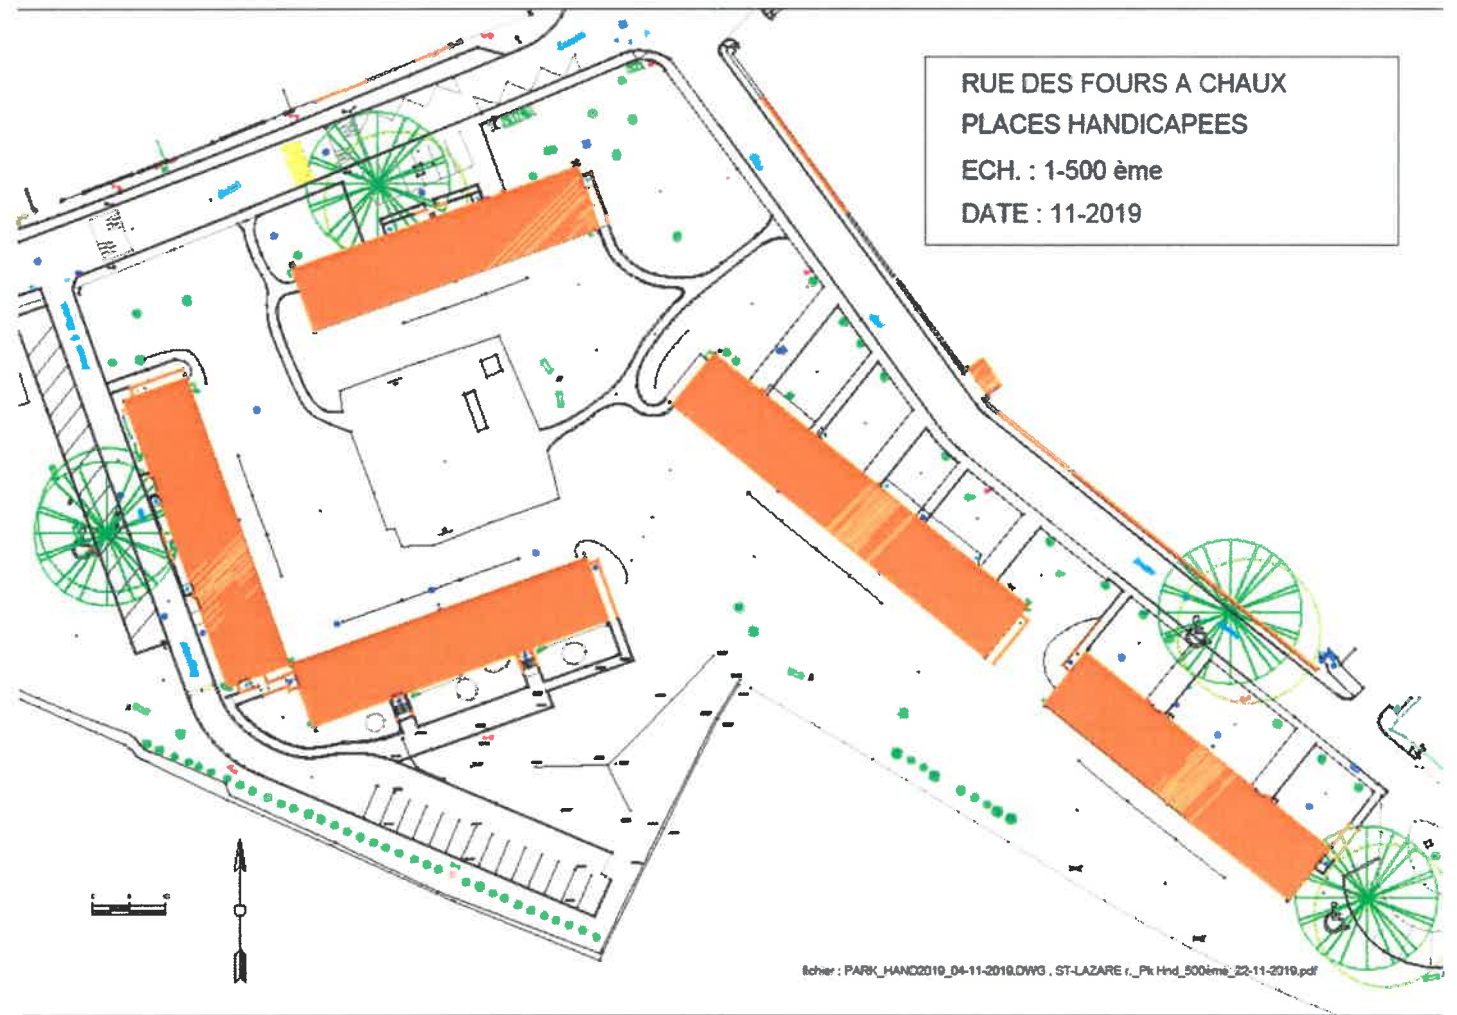 RUE DES FOURS A CHAUX
PLACES HANDICAPEES
ECH. : 1-500 ème
DATE : 11-2019
fichier : PARK_HAND2019_04-11-2019.DWG , ST-LAZARE r._Pk Hnd_500ème_22-11-2019.pdf